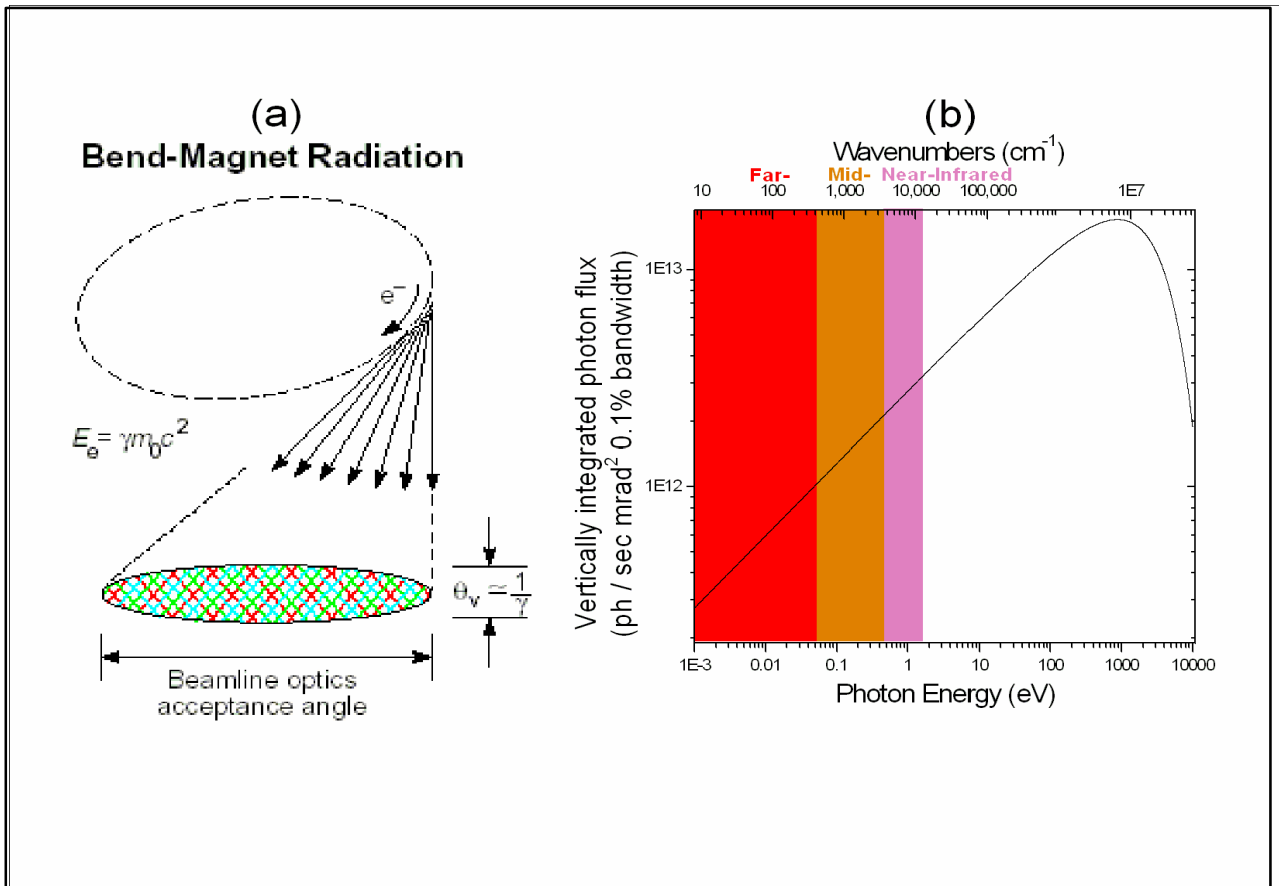 (a)
Bend-Magnet Radiation
e⁻
Eₑ= γm₀c²
θᵥ ≃ 1/γ
Beamline optics
acceptance angle
(b)
Wavenumbers (cm⁻¹)
Far- Mid- Near-Infrared
10 100 1,000 10,000 100,000 1E7
Vertically integrated photon flux
(ph / sec mrad² 0.1% bandwidth)
1E13
1E12
1E-3 0.01 0.1 1 10 100 1000 10000
Photon Energy (eV)